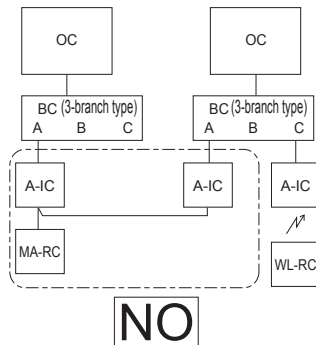 OC OC
BC (3-branch type) BC (3-branch type)
A B C A B C
A-IC A-IC A-IC
MA-RC WL-RC
NO